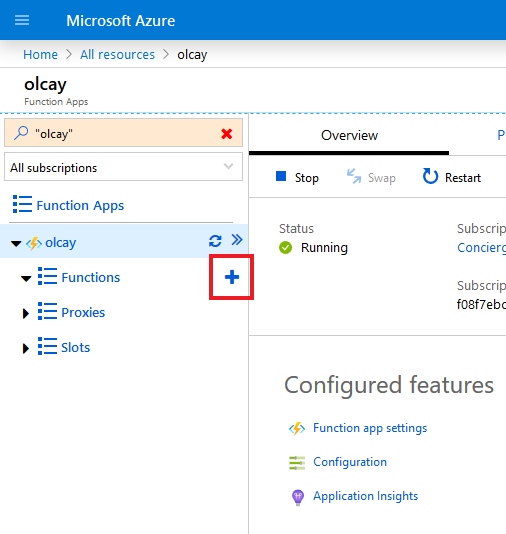 Microsoft Azure
Home > All resources > olcay
olcay
Function Apps
"olcay"
All subscriptions
Function Apps
olcay
Functions
Proxies
Slots
Overview
P
Stop Swap Restart
Status
Running
Subscrip
Concierg
Subscrip
f08f7ebc
Configured features
Function app settings
Configuration
Application Insights